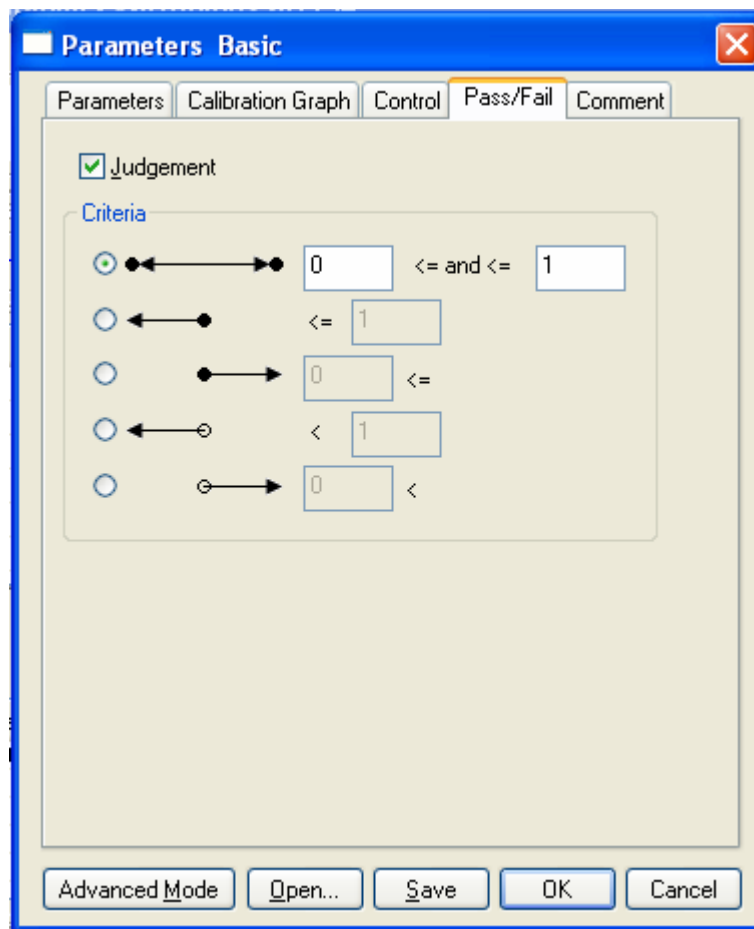 Parameters Basic
Parameters Calibration Graph Control Pass/Fail Comment
Judgement
Criteria
0 <= and <= 1
<= 1
0 <=
< 1
0 <
Advanced Mode Open... Save OK Cancel